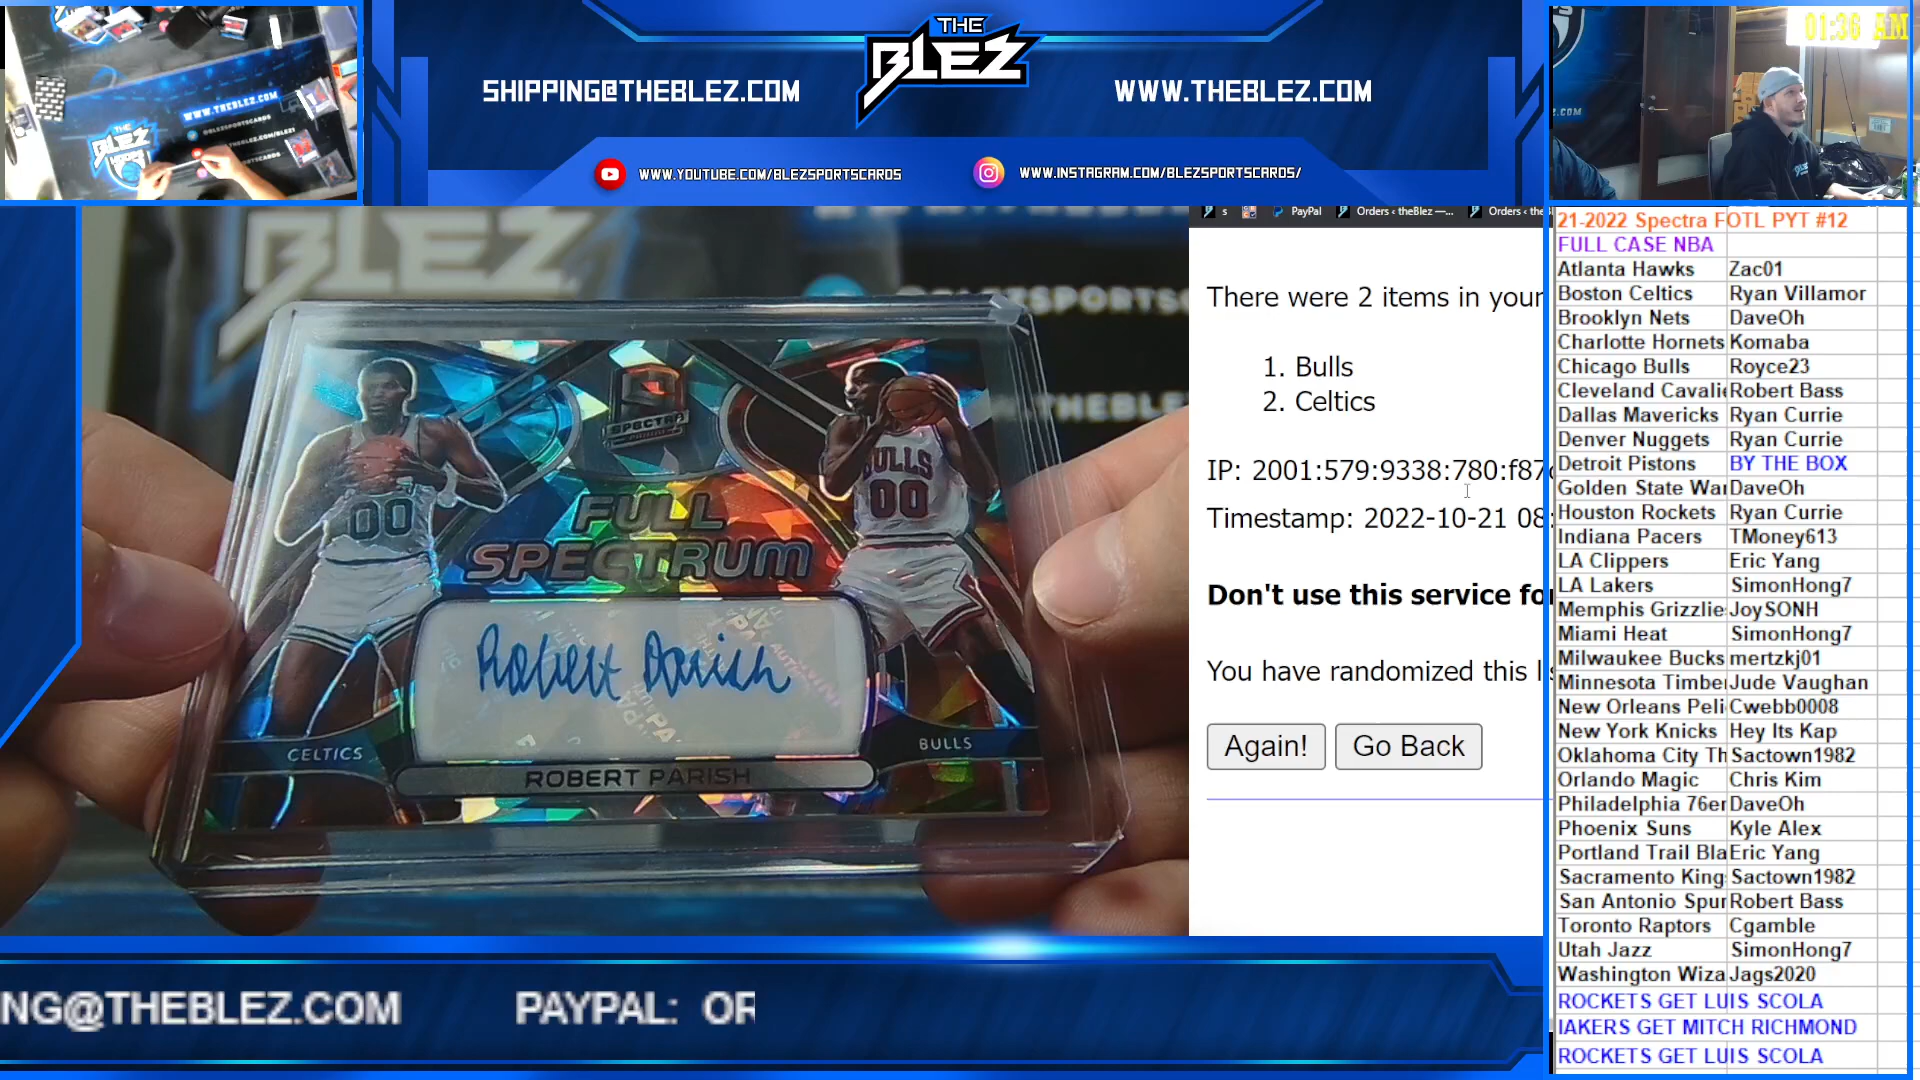 THE
BLEZ
SHIPPING@THEBLEZ.COM
WWW.THEBLEZ.COM
WWW.YOUTUBE.COM/BLEZSPORTSCARDS
WWW.INSTAGRAM.COM/BLEZSPORTSCARDS/
01:36 AM
WWW.THEBLEZ.COM
THE
BLEZ
BLEZ
SPECTRA
BULLS
00
00
FULL
SPECTRUM
Robert Parish
CELTICS
BULLS
ROBERT PARISH
s PayPal Orders ‹ theBlez —... Orders ‹ the
There were 2 items in your
1. Bulls
2. Celtics
IP: 2001:579:9338:780:f87
Timestamp: 2022-10-21 08:
Don't use this service fo
You have randomized this
Again! Go Back
21-2022 Spectra FOTL PYT #12
FULL CASE NBA
Atlanta Hawks Zac01
Boston Celtics Ryan Villamor
Brooklyn Nets DaveOh
Charlotte Hornets Komaba
Chicago Bulls Royce23
Cleveland Cavalie Robert Bass
Dallas Mavericks Ryan Currie
Denver Nuggets Ryan Currie
Detroit Pistons BY THE BOX
Golden State War DaveOh
Houston Rockets Ryan Currie
Indiana Pacers TMoney613
LA Clippers Eric Yang
LA Lakers SimonHong7
Memphis Grizzlie JoySONH
Miami Heat SimonHong7
Milwaukee Bucks mertzkj01
Minnesota Timbe Jude Vaughan
New Orleans Peli Cwebb0008
New York Knicks Hey Its Kap
Oklahoma City Th Sactown1982
Orlando Magic Chris Kim
Philadelphia 76er DaveOh
Phoenix Suns Kyle Alex
Portland Trail Bla Eric Yang
Sacramento King Sactown1982
San Antonio Spur Robert Bass
Toronto Raptors Cgamble
Utah Jazz SimonHong7
Washington Wiza Jags2020
ROCKETS GET LUIS SCOLA
lAKERS GET MITCH RICHMOND
ROCKETS GET LUIS SCOLA
NG@THEBLEZ.COM PAYPAL: OR